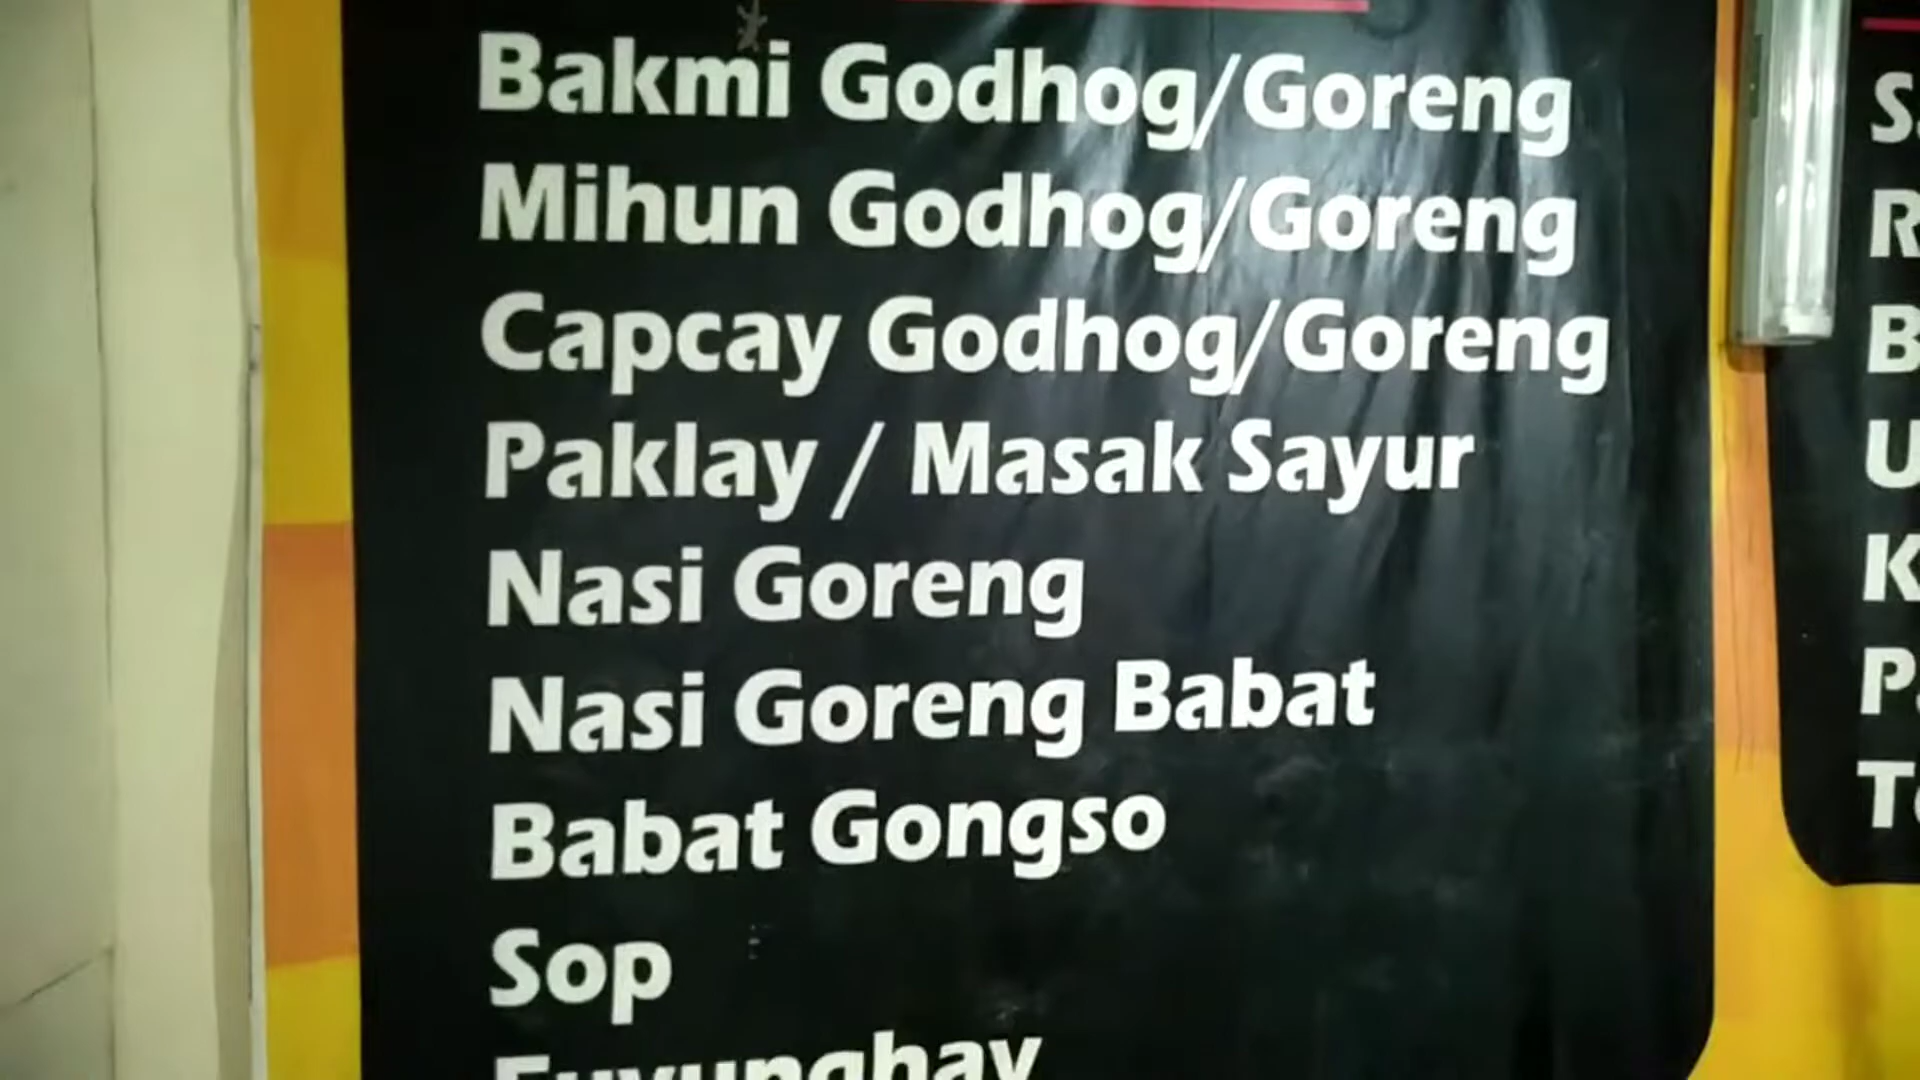 Bakmi Godhog/Goreng
Mihun Godhog/Goreng
Capcay Godhog/Goreng
Paklay / Masak Sayur
Nasi Goreng
Nasi Goreng Babat
Babat Gongso
Sop
Fuyunghay